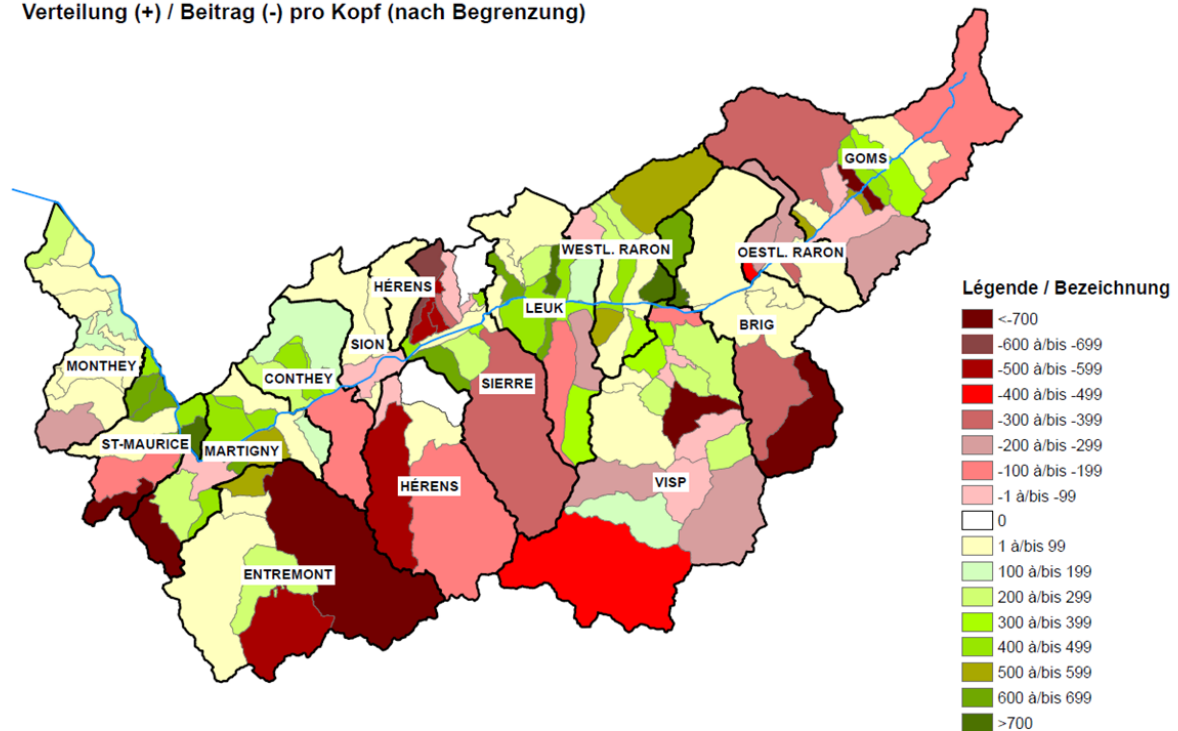 Verteilung (+) / Beitrag (-) pro Kopf (nach Begrenzung)
GOMS
WESTL. RARON
OESTL. RARON
HÉRENS
LEUK
BRIG
SION
MONTHEY
CONTHEY
SIERRE
ST-MAURICE
MARTIGNY
HÉRENS
VISP
ENTREMONT
Légende / Bezeichnung
<-700
-600 à/bis -699
-500 à/bis -599
-400 à/bis -499
-300 à/bis -399
-200 à/bis -299
-100 à/bis -199
-1 à/bis -99
0
1 à/bis 99
100 à/bis 199
200 à/bis 299
300 à/bis 399
400 à/bis 499
500 à/bis 599
600 à/bis 699
>700